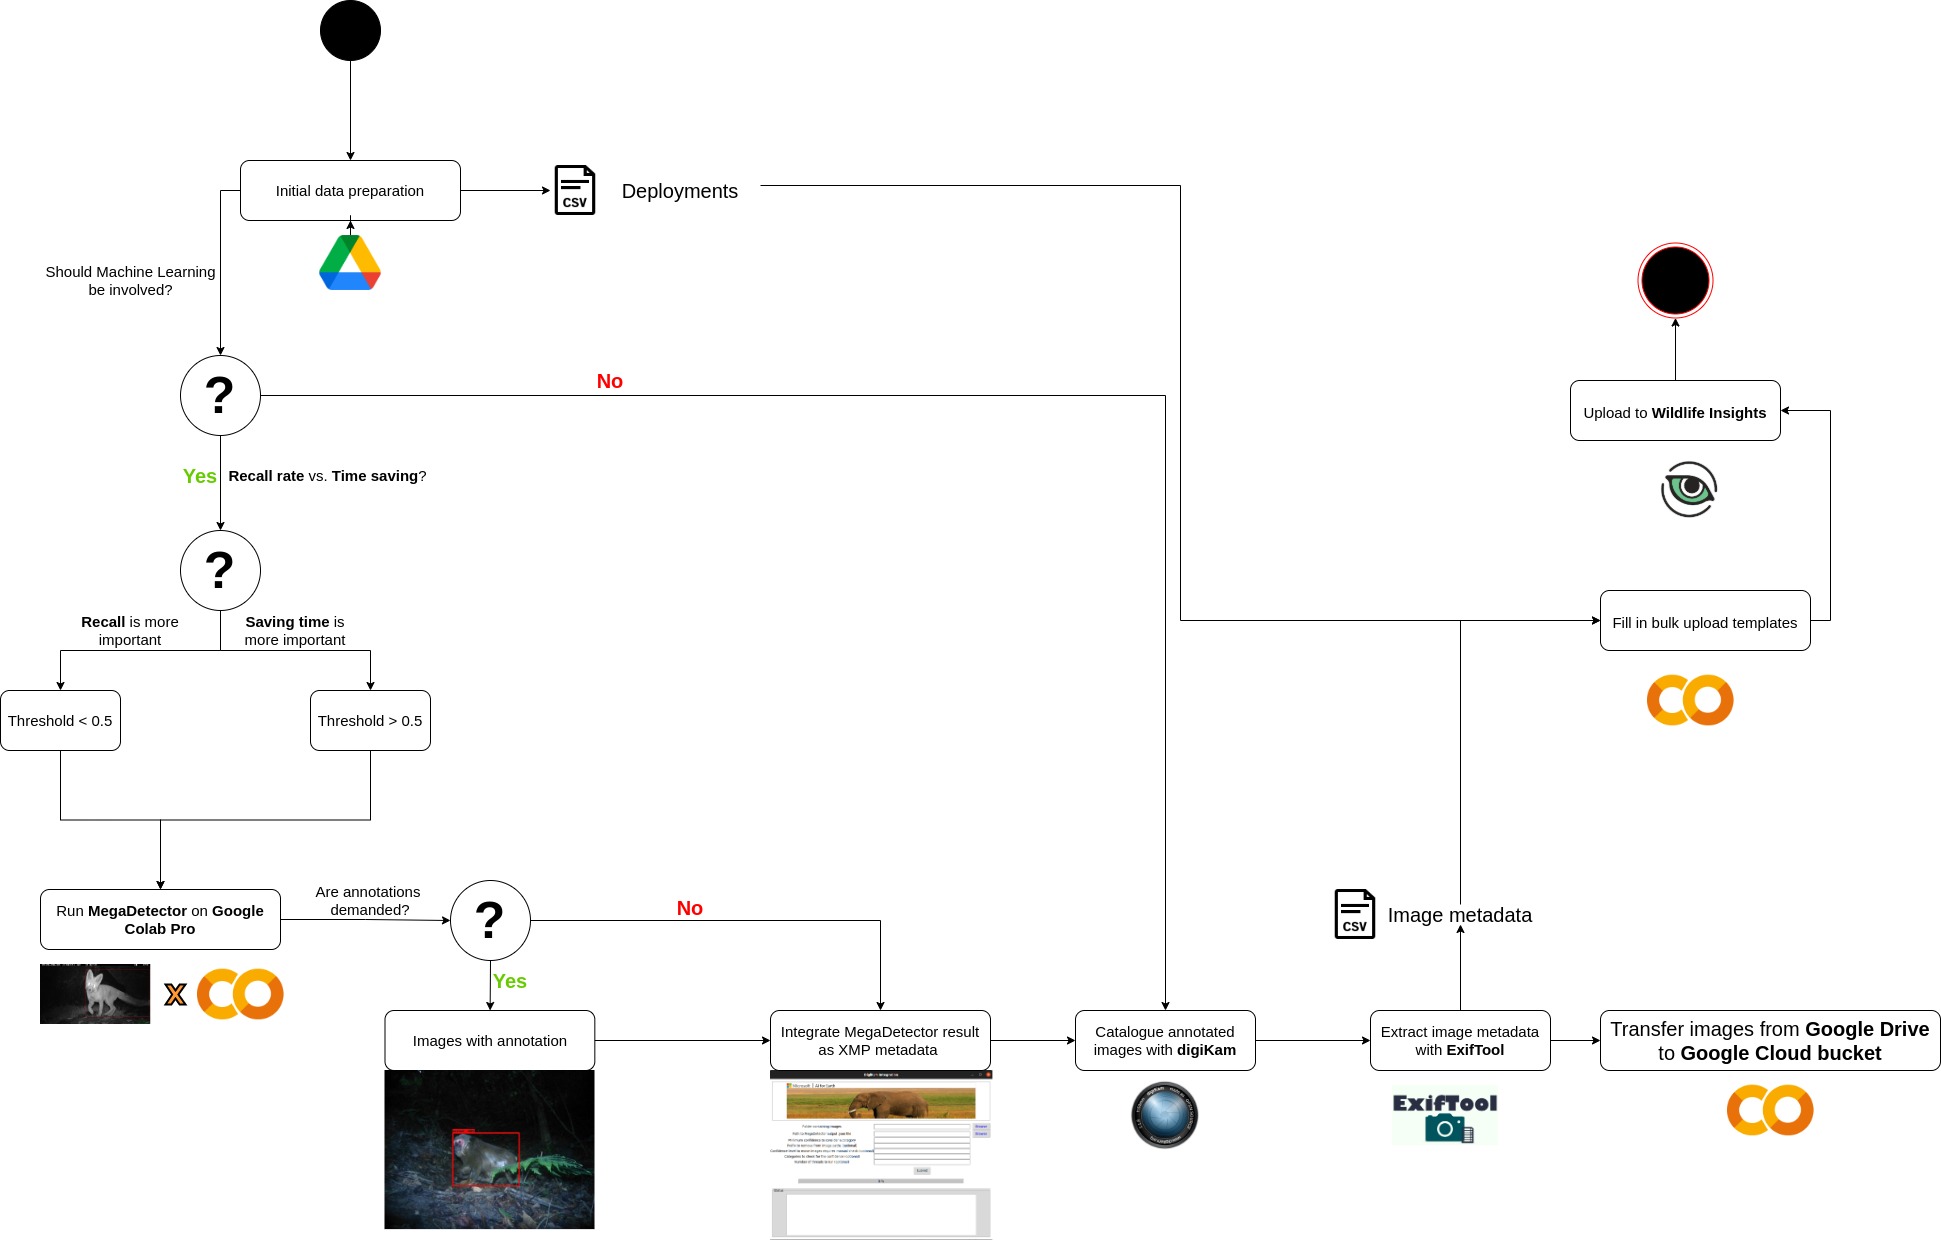 Initial data preparation
CSV
Deployments
Should Machine Learning
be involved?
?
No
Yes
Recall rate vs. Time saving?
?
Recall is more
important
Saving time is
more important
Threshold < 0.5
Threshold > 0.5
Upload to Wildlife Insights
Fill in bulk upload templates
Run MegaDetector on Google
Colab Pro
x
Are annotations
demanded?
?
No
Yes
Images with annotation
Integrate MegaDetector result
as XMP metadata
Catalogue annotated
images with digiKam
CSV
Image metadata
Extract image metadata
with ExifTool
ExifTool
Transfer images from Google Drive
to Google Cloud bucket